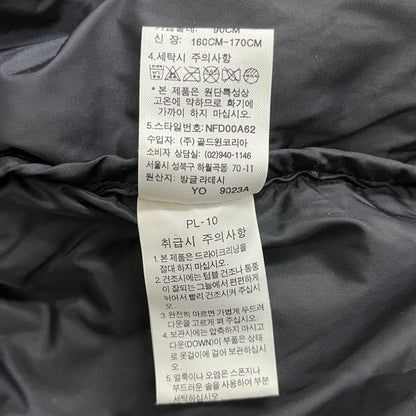 90CM
신 장: 160CM~170CM
4.세탁시 주의사항
* 본 제품은 원단특성상
고온에 약하므로 화기에
가까이 하지 마십시오.
5.스타일번호:NFD00A62
수입자: (주) 골드윈코리아
소비자 상담실: (02)940-1146
서울시 성북구 하월곡동 70-11
원산지: 방글라데시
YO 9023A
PL-10
취급시 주의사항
1.본 제품은 드라이크리닝을
절대 하지 마십시오.
2.건조시에는 텀블 건조나 통풍
이 잘되는 그늘에서 편편하게
뉘어서 빨리 건조시켜 주십시오.
3.완전히 마르면 가볍게 두드려
다운을 고르게 펴 주십시오.
4.보관시에는 압축하지 마시고
다운(DOWN)이 부품은 상태
로 옷걸이에 걸어 보관하십시오.
5.얼룩이나 오염은 스폰지나
부드러운 솔을 사용하여 부분
세탁하십시오.